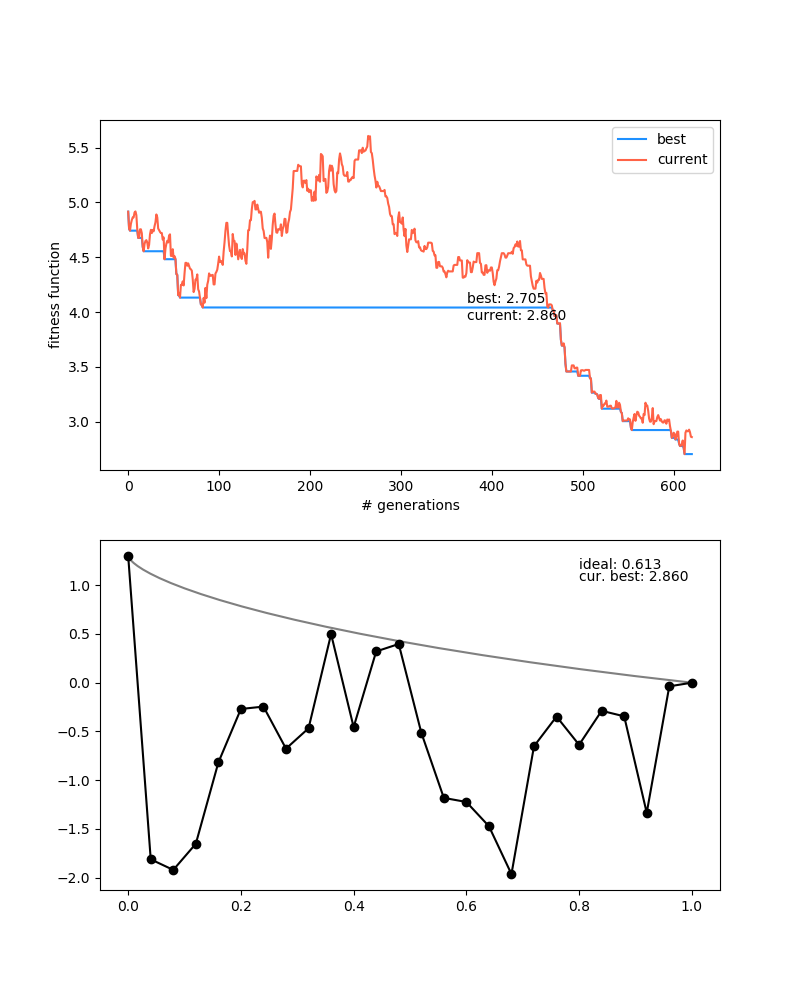 5.5
5.0
4.5
4.0
3.5
3.0
fitness function
best
current
best: 2.705
current: 2.860
0 100 200 300 400 500 600
# generations
1.0
0.5
0.0
−0.5
−1.0
−1.5
−2.0
ideal: 0.613
cur. best: 2.860
0.0 0.2 0.4 0.6 0.8 1.0